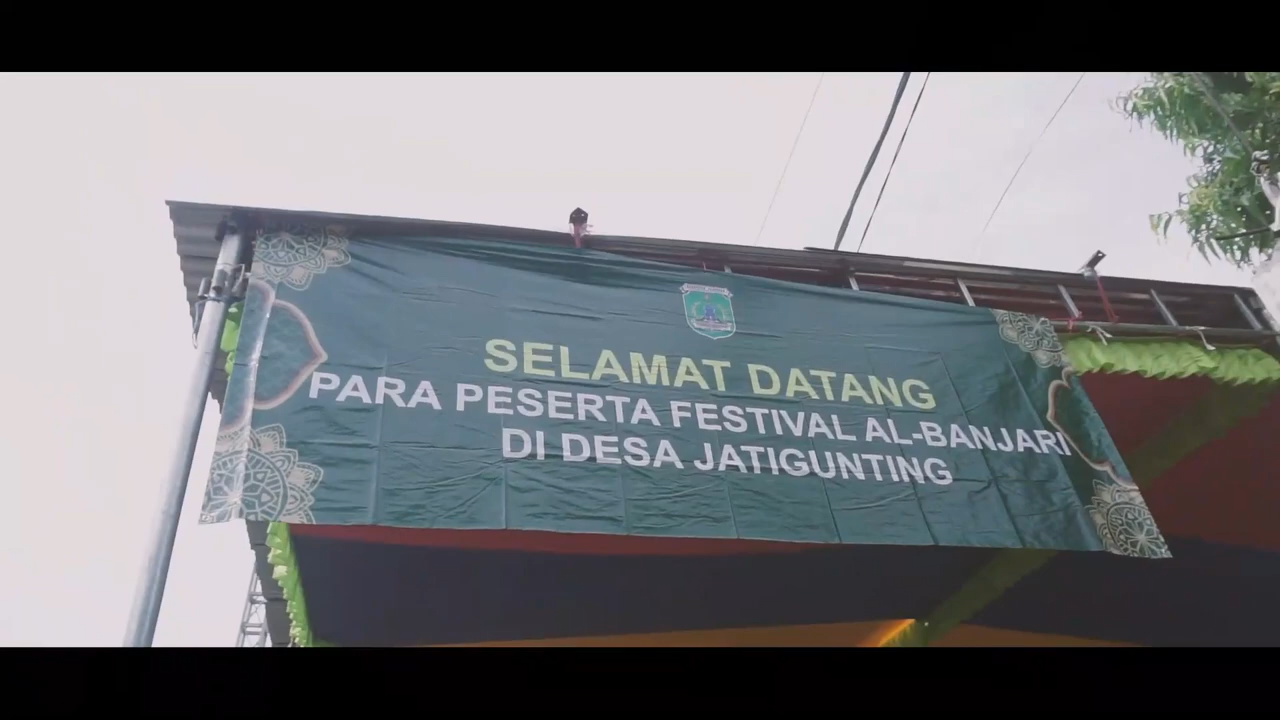 SELAMAT DATANG
PARA PESERTA FESTIVAL AL-BANJARI
DI DESA JATIGUNTING